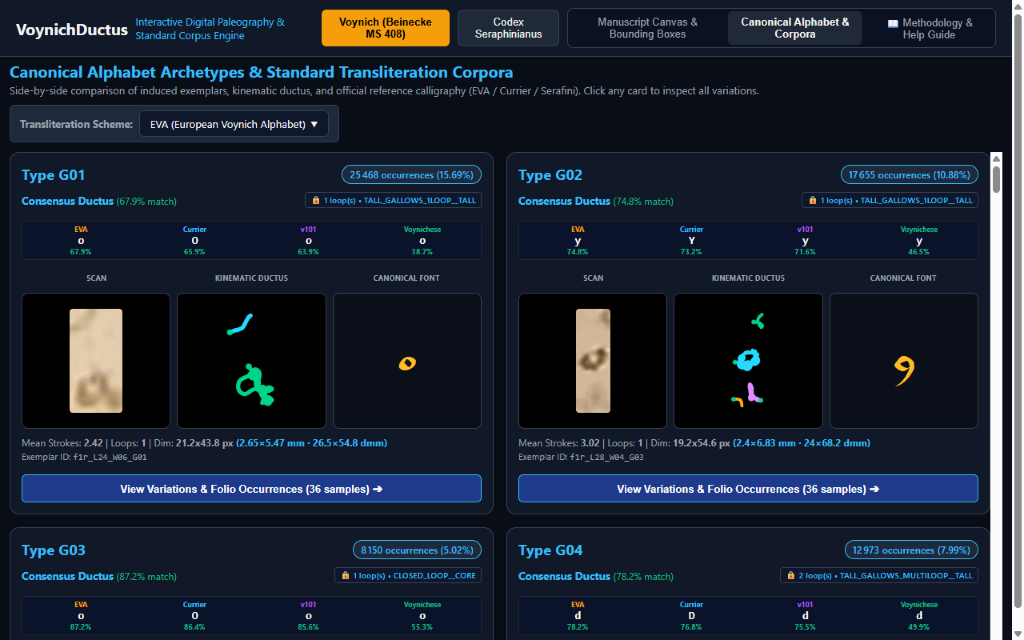 VoynichDuctus
Interactive Digital Paleography &
Standard Corpus Engine
Voynich (Beinecke
MS 408)
Codex
Seraphinianus
Manuscript Canvas &
Bounding Boxes
Canonical Alphabet &
Corpora
Methodology &
Help Guide
Canonical Alphabet Archetypes & Standard Transliteration Corpora
Side-by-side comparison of induced exemplars, kinematic ductus, and official reference calligraphy (EVA / Currier / Serafini). Click any card to inspect all variations.
Transliteration Scheme: EVA (European Voynich Alphabet) ▼
Type G01
25 468 occurrences (15.69%)
Consensus Ductus (67.9% match)
1 loop(s) • TALL_GALLOWS_1LOOP__TALL
EVA Currier v101 Voynichese
o O o o
67.9% 65.9% 63.9% 38.7%
SCAN KINEMATIC DUCTUS CANONICAL FONT
Mean Strokes: 2.42 | Loops: 1 | Dim: 21.2x43.8 px (2.65×5.47 mm · 26.5×54.8 dmm)
Exemplar ID: f1r_L24_W06_G01
View Variations & Folio Occurrences (36 samples) ➔
Type G02
17 655 occurrences (10.88%)
Consensus Ductus (74.8% match)
1 loop(s) • TALL_GALLOWS_1LOOP__TALL
EVA Currier v101 Voynichese
y Y y y
74.8% 73.2% 71.6% 46.5%
SCAN KINEMATIC DUCTUS CANONICAL FONT
Mean Strokes: 3.02 | Loops: 1 | Dim: 19.2x54.6 px (2.4×6.83 mm · 24×68.2 dmm)
Exemplar ID: f1r_L28_W04_G03
View Variations & Folio Occurrences (36 samples) ➔
Type G03
8 150 occurrences (5.02%)
Consensus Ductus (87.2% match)
1 loop(s) • CLOSED_LOOP__CORE
EVA Currier v101 Voynichese
o O o o
87.2% 86.4% 85.6% 55.3%
Type G04
12 973 occurrences (7.99%)
Consensus Ductus (78.2% match)
2 loop(s) • TALL_GALLOWS_MULTILOOP__TALL
EVA Currier v101 Voynichese
d D d d
78.2% 76.8% 75.5% 49.9%